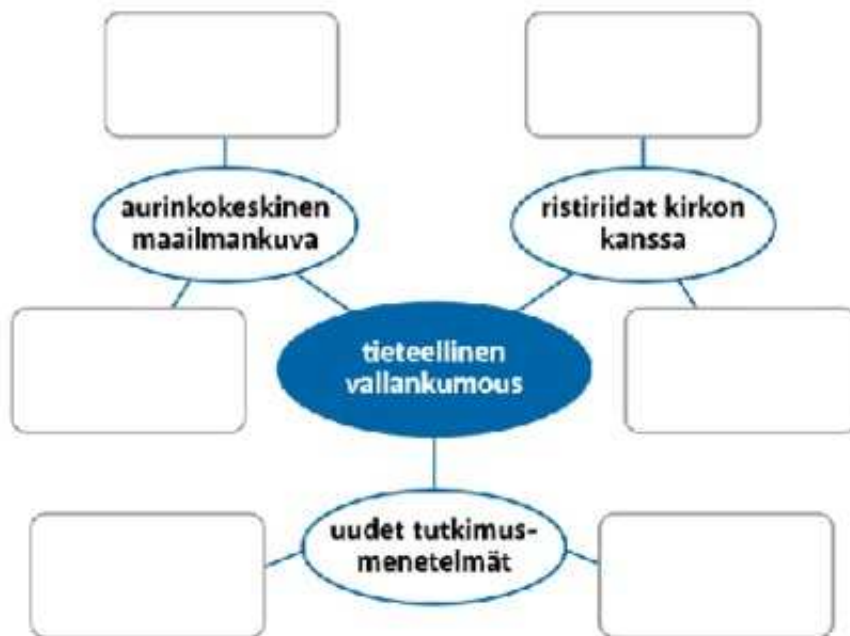 aurinkokeskinen
maailmankuva
ristiriidat kirkon
kanssa
tieteellinen
vallankumous
uudet tutkimus-
menetelmät